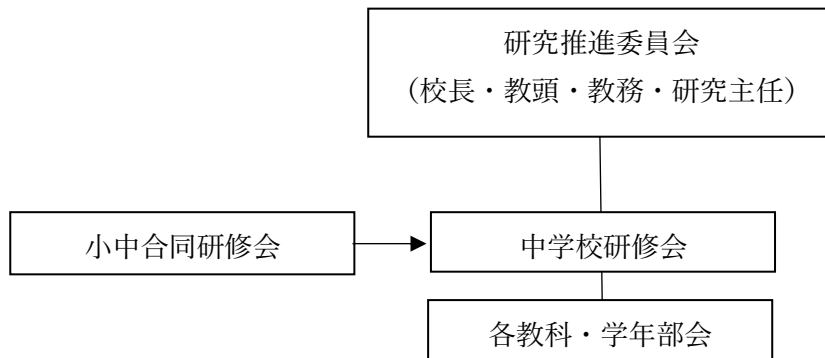 研究推進委員会
（校長・教頭・教務・研究主任）
小中合同研修会
中学校研修会
各教科・学年部会